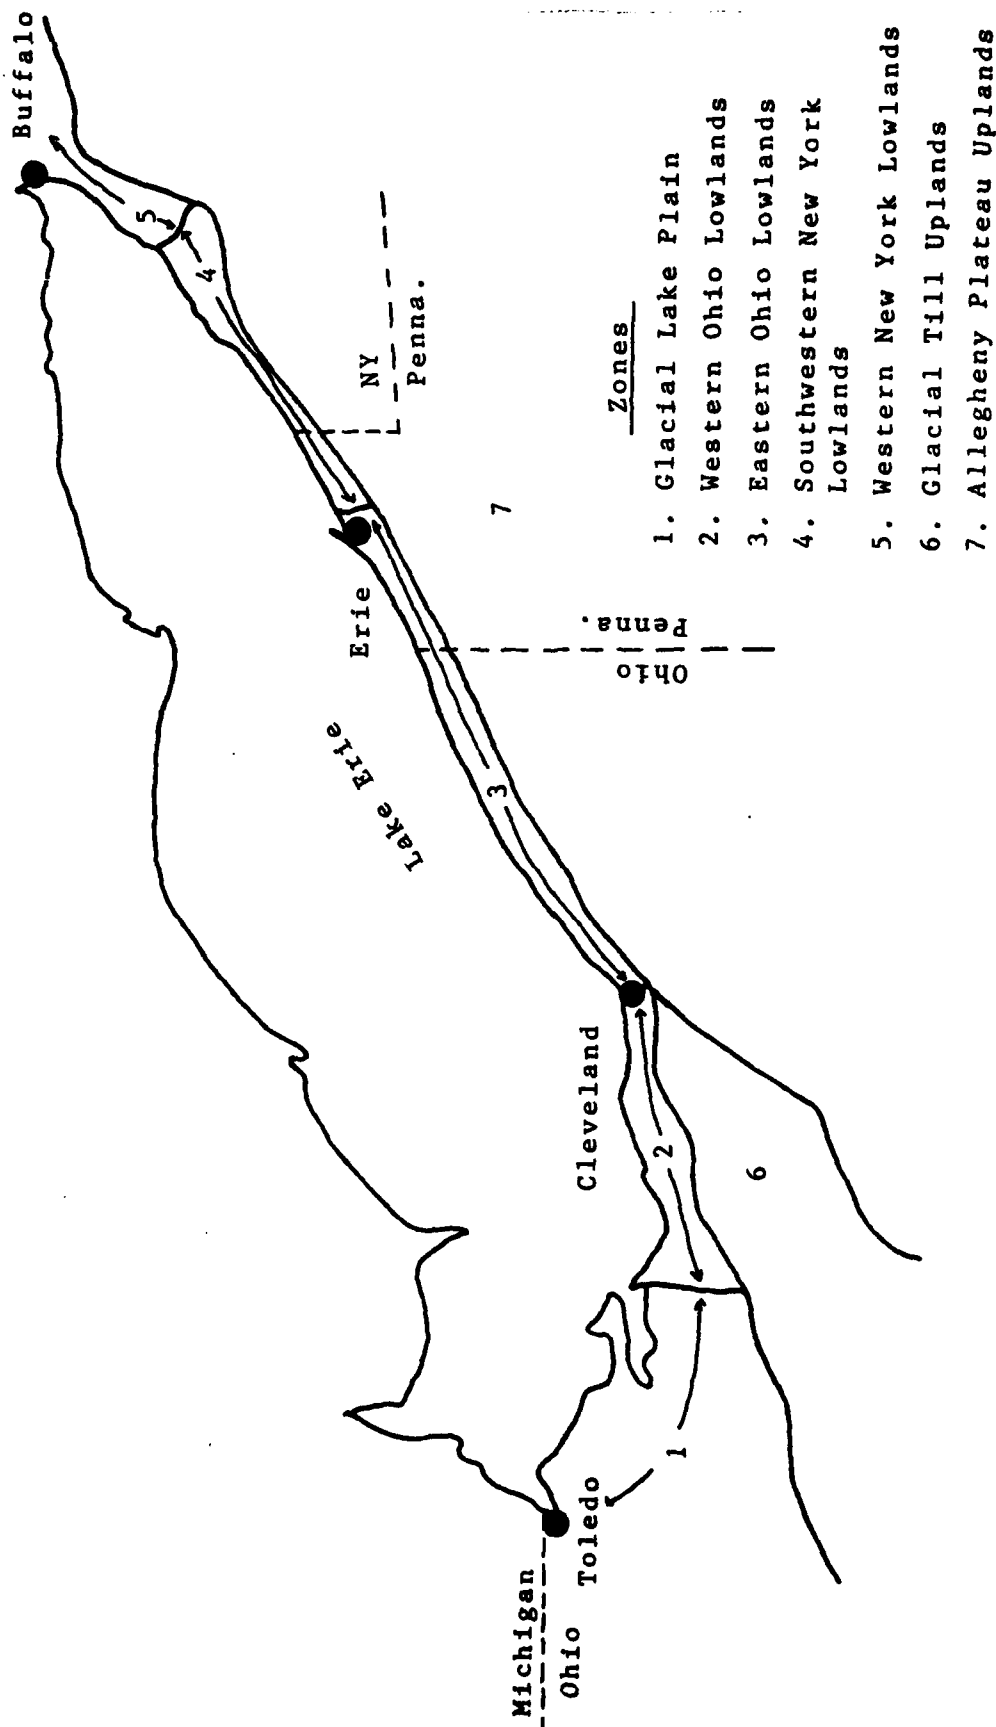 Buffalo
5
4
NY
Penna.
Erie
7
Ohio
Penna.
Lake Erie
3
Cleveland
2
6
1
Toledo
Michigan
Ohio
Zones
1. Glacial Lake Plain
2. Western Ohio Lowlands
3. Eastern Ohio Lowlands
4. Southwestern New York
Lowlands
5. Western New York Lowlands
6. Glacial Till Uplands
7. Allegheny Plateau Uplands